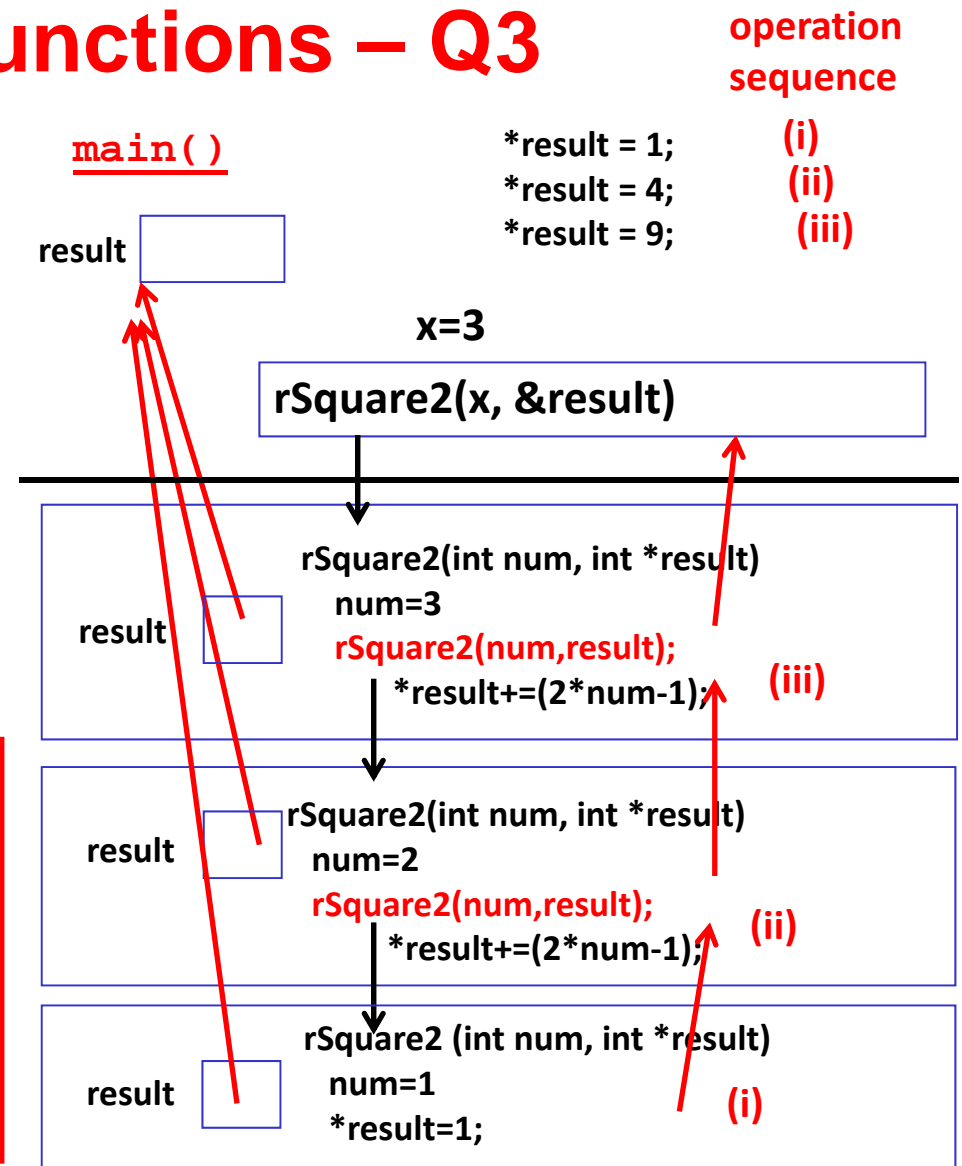 unctions – Q3
operation
sequence
main()
*result = 1; (i)
*result = 4; (ii)
*result = 9; (iii)
result
x=3
rSquare2(x, &result)
rSquare2(int num, int *result)
num=3
result
rSquare2(num,result);
*result+=(2*num-1);
(iii)
rSquare2(int num, int *result)
result
num=2
rSquare2(num,result);
*result+=(2*num-1);
(ii)
rSquare2 (int num, int *result)
result
num=1
*result=1;
(i)